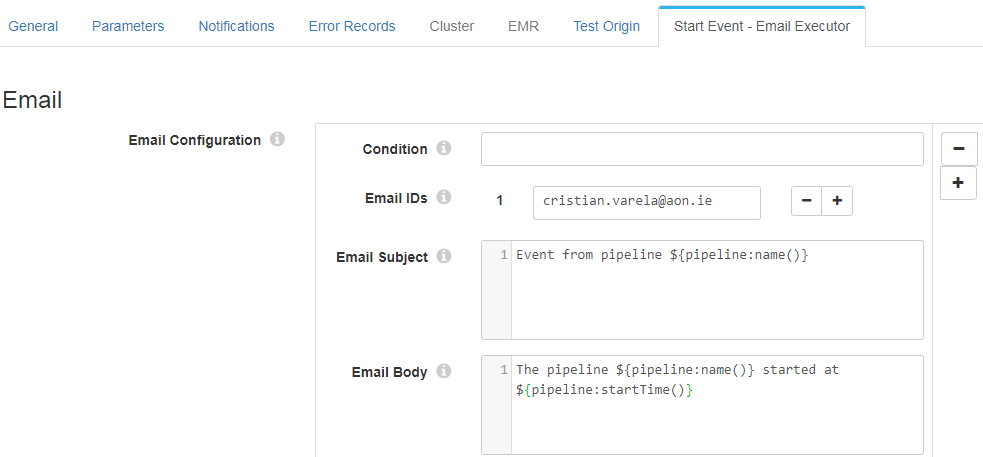 General Parameters Notifications Error Records Cluster EMR Test Origin Start Event - Email Executor
Email
Email Configuration
Condition
Email IDs 1 cristian.varela@aon.ie
Email Subject 1 Event from pipeline ${pipeline:name()}
Email Body 1 The pipeline ${pipeline:name()} started at
${pipeline:startTime()}